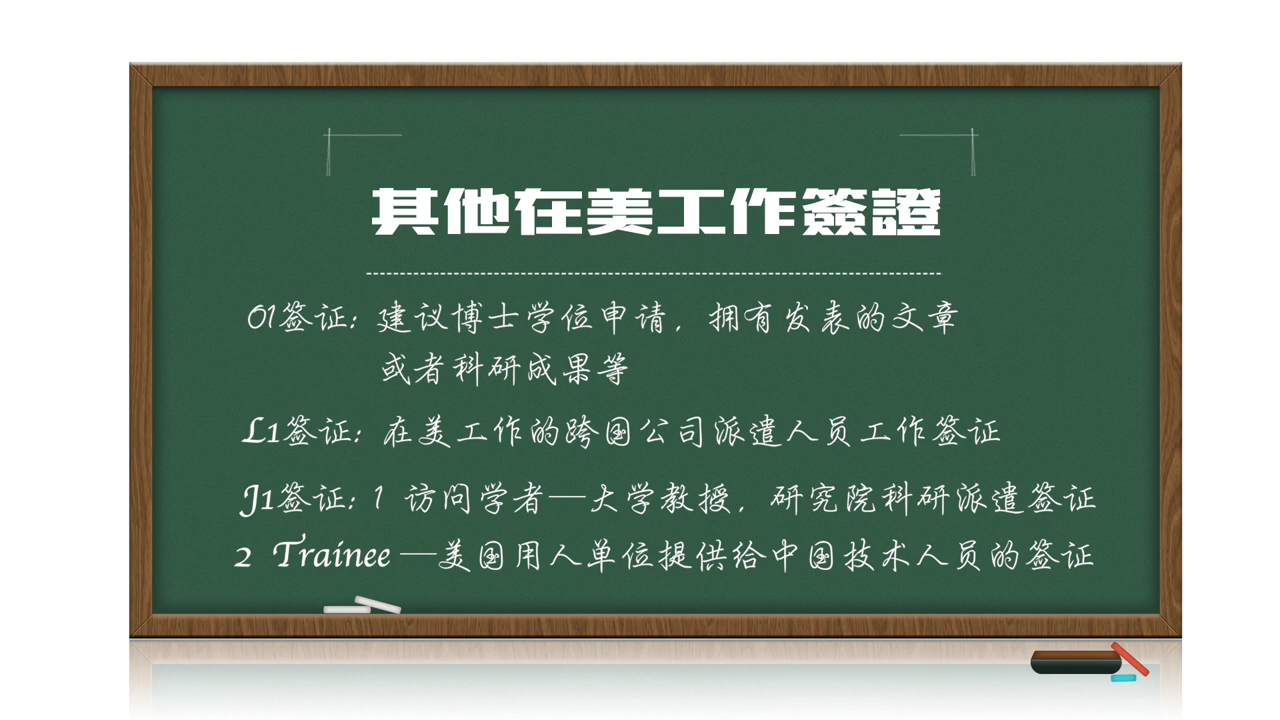 其他在美工作簽證
O1签证: 建议博士学位申请, 拥有发表的文章
或者科研成果等
L1签证: 在美工作的跨国公司派遣人员工作签证
J1签证: 1 访问学者—大学教授, 研究院科研派遣签证
2 Trainee —美国用人单位提供给中国技术人员的签证